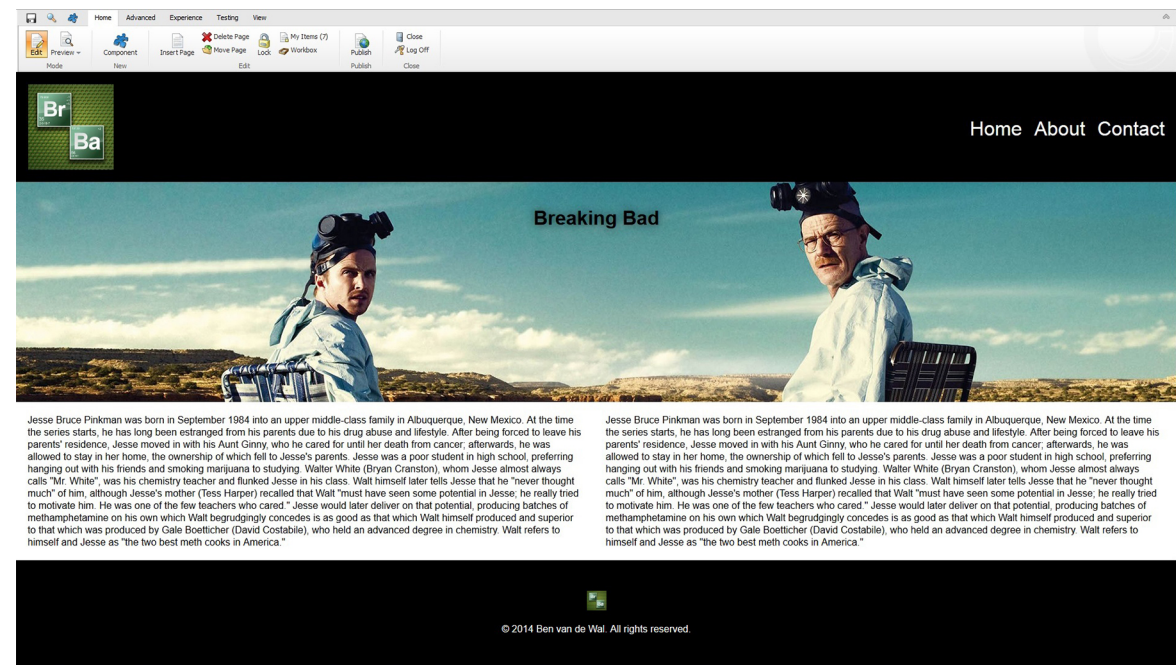 Home Advanced Experience Testing View
Edit Preview Component Insert Page Delete Page Move Page Lock My Items (7) Workbox Publish Close Log Off
Mode New Edit Publish Close
Br
Ba
Home About Contact
Breaking Bad
Jesse Bruce Pinkman was born in September 1984 into an upper middle-class family in Albuquerque, New Mexico. At the time
the series starts, he has long been estranged from his parents due to his drug abuse and lifestyle. After being forced to leave his
parents' residence, Jesse moved in with his Aunt Ginny, who he cared for until her death from cancer; afterwards, he was
allowed to stay in her home, the ownership of which fell to Jesse's parents. Jesse was a poor student in high school, preferring
hanging out with his friends and smoking marijuana to studying. Walter White (Bryan Cranston), whom Jesse almost always
calls "Mr. White", was his chemistry teacher and flunked Jesse in his class. Walt himself later tells Jesse that he "never thought
much" of him, although Jesse's mother (Tess Harper) recalled that Walt "must have seen some potential in Jesse; he really tried
to motivate him. He was one of the few teachers who cared." Jesse would later deliver on that potential, producing batches of
methamphetamine on his own which Walt begrudgingly concedes is as good as that which Walt himself produced and superior
to that which was produced by Gale Boetticher (David Costabile), who held an advanced degree in chemistry. Walt refers to
himself and Jesse as "the two best meth cooks in America."
Jesse Bruce Pinkman was born in September 1984 into an upper middle-class family in Albuquerque, New Mexico. At the time
the series starts, he has long been estranged from his parents due to his drug abuse and lifestyle. After being forced to leave his
parents' residence, Jesse moved in with his Aunt Ginny, who he cared for until her death from cancer; afterwards, he was
allowed to stay in her home, the ownership of which fell to Jesse's parents. Jesse was a poor student in high school, preferring
hanging out with his friends and smoking marijuana to studying. Walter White (Bryan Cranston), whom Jesse almost always
calls "Mr. White", was his chemistry teacher and flunked Jesse in his class. Walt himself later tells Jesse that he "never thought
much" of him, although Jesse's mother (Tess Harper) recalled that Walt "must have seen some potential in Jesse; he really tried
to motivate him. He was one of the few teachers who cared." Jesse would later deliver on that potential, producing batches of
methamphetamine on his own which Walt begrudgingly concedes is as good as that which Walt himself produced and superior
to that which was produced by Gale Boetticher (David Costabile), who held an advanced degree in chemistry. Walt refers to
himself and Jesse as "the two best meth cooks in America."
© 2014 Ben van de Wal. All rights reserved.